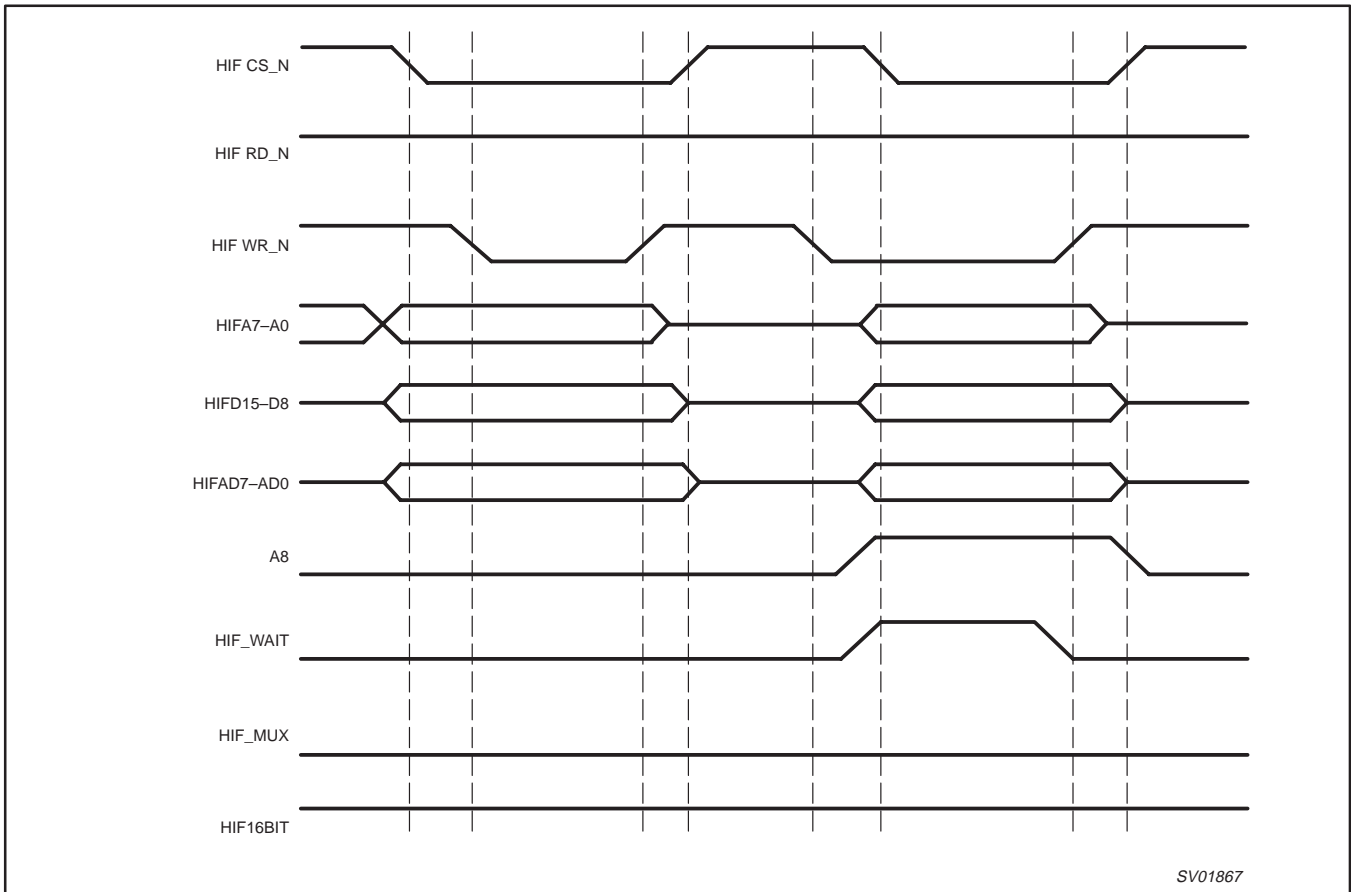 HIF CS_N
HIF RD_N
HIF WR_N
HIFA7–A0
HIFD15–D8
HIFAD7–AD0
A8
HIF_WAIT
HIF_MUX
HIF16BIT
SV01867